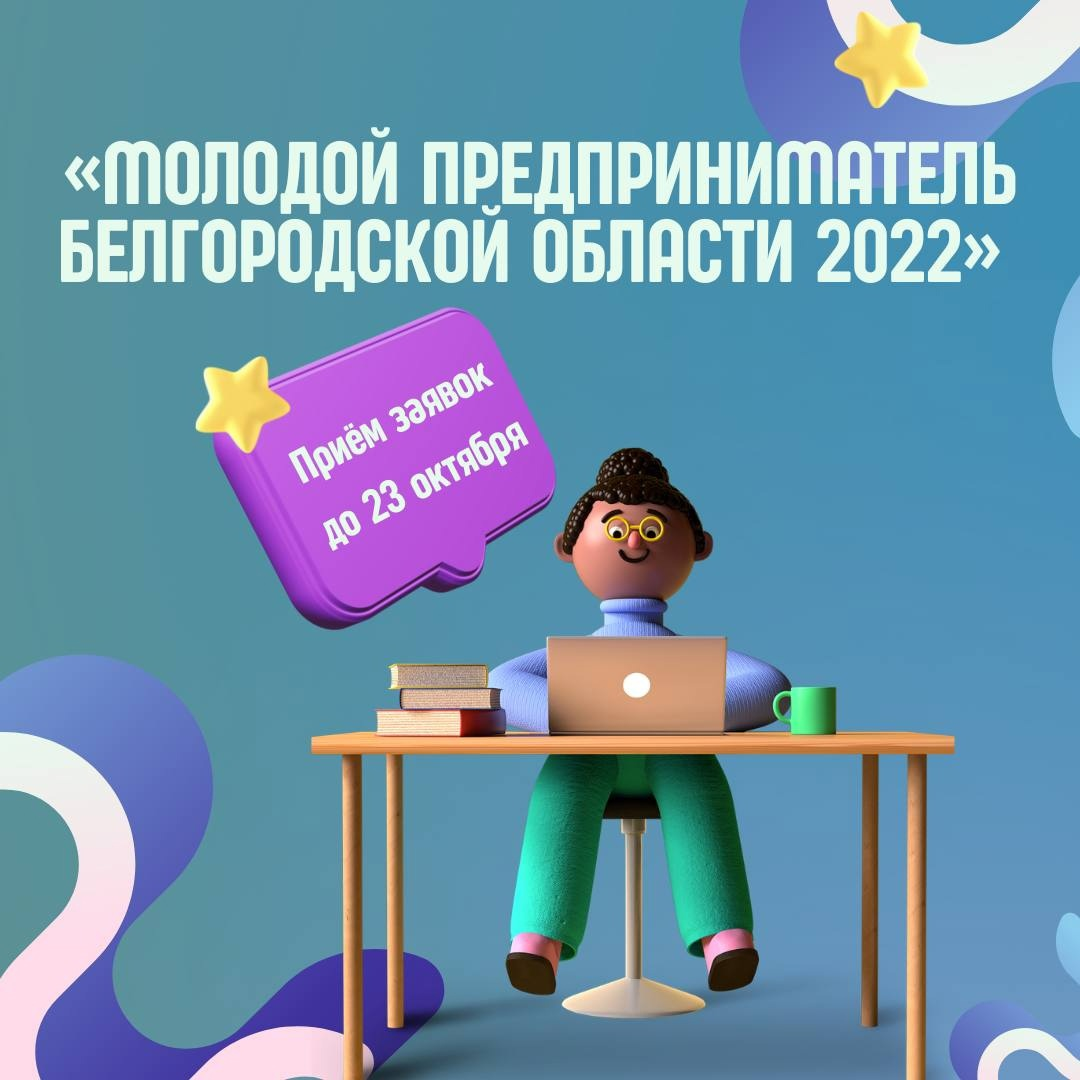 «МОЛОДОЙ ПРЕДПРИНИМАТЕЛЬ
БЕЛГОРОДСКОЙ ОБЛАСТИ 2022»
Приём заявок
до 23 октября